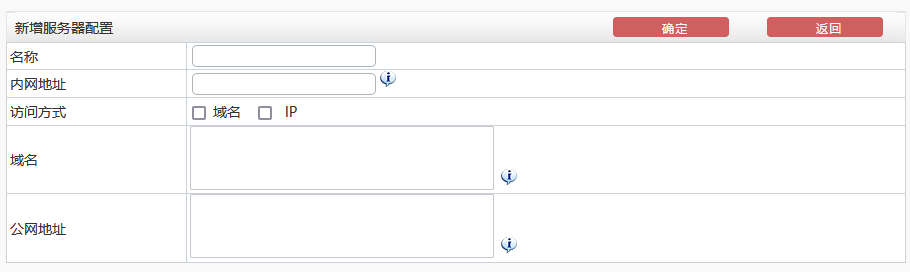 新增服务器配置 确定 返回
名称
内网地址
访问方式 域名 IP
域名
公网地址